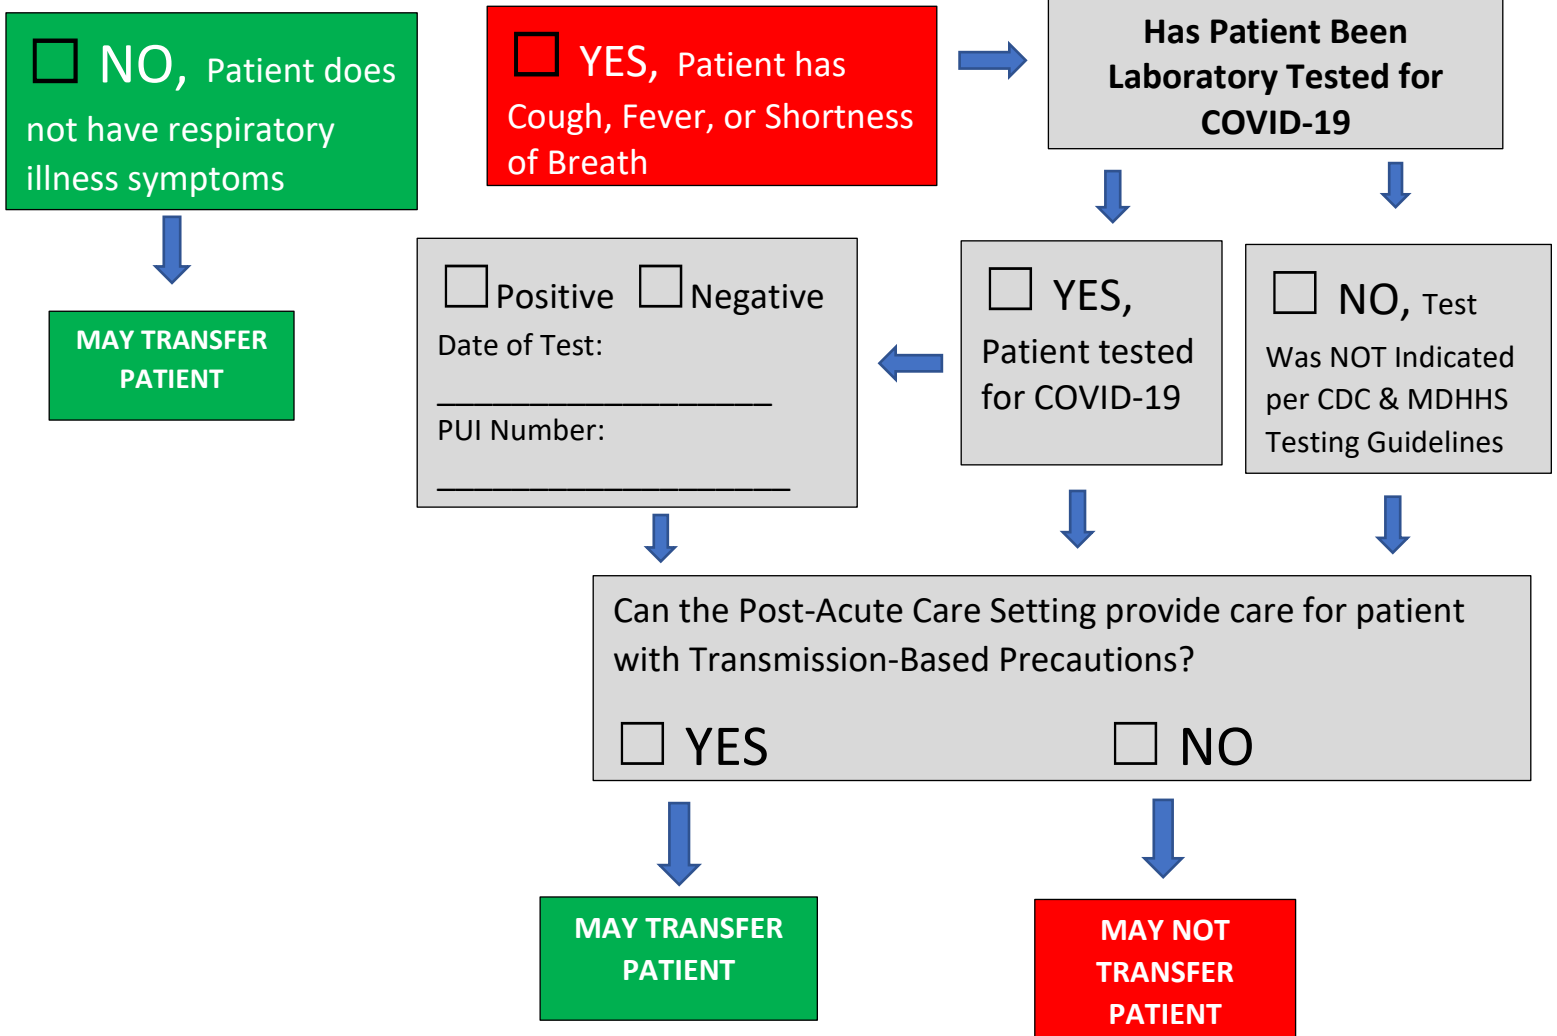 NO, Patient does
not have respiratory
illness symptoms
YES, Patient has
Cough, Fever, or Shortness
of Breath
Has Patient Been
Laboratory Tested for
COVID-19
MAY TRANSFER
PATIENT
Positive Negative
Date of Test:
__________________
PUI Number:
___________________
YES,
Patient tested
for COVID-19
NO, Test
Was NOT Indicated
per CDC & MDHHS
Testing Guidelines
Can the Post-Acute Care Setting provide care for patient
with Transmission-Based Precautions?
YES NO
MAY TRANSFER
PATIENT
MAY NOT
TRANSFER
PATIENT